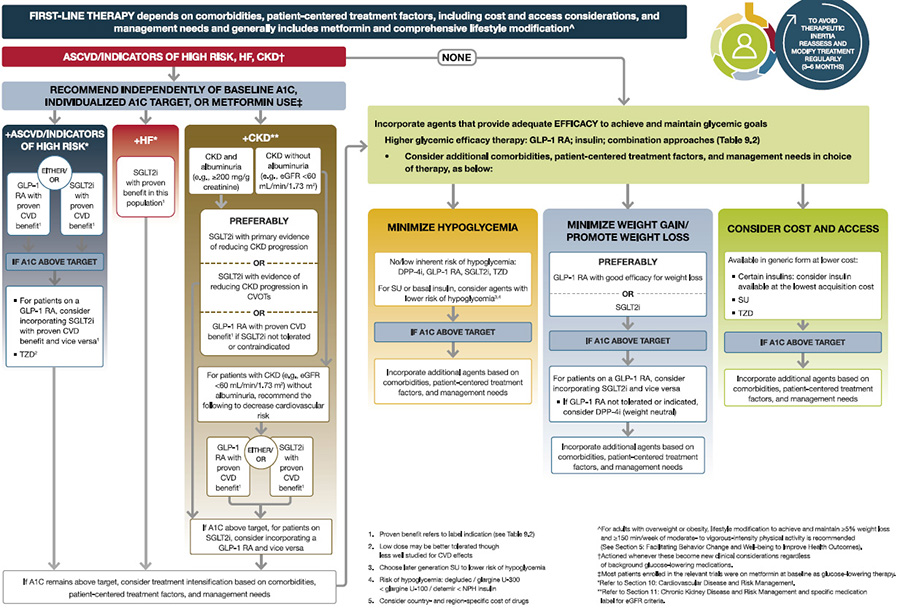 FIRST-LINE THERAPY depends on comorbidities, patient-centered treatment factors, including cost and access considerations, and
management needs and generally includes metformin and comprehensive lifestyle modification^
TO AVOID
THERAPEUTIC
INERTIA
REASSESS AND
MODIFY TREATMENT
REGULARLY
(3–6 MONTHS)
ASCVD/INDICATORS OF HIGH RISK, HF, CKD†
NONE
RECOMMEND INDEPENDENTLY OF BASELINE A1C,
INDIVIDUALIZED A1C TARGET, OR METFORMIN USE‡
+ASCVD/INDICATORS
OF HIGH RISK*
EITHER/
OR
GLP-1
RA with
proven
CVD
benefit¹
SGLT2i
with
proven
CVD
benefit¹
IF A1C ABOVE TARGET
▪ For patients on a
GLP-1 RA, consider
incorporating SGLT2i
with proven CVD
benefit and vice versa¹
▪ TZD²
+HF*
SGLT2i
with proven
benefit in this
population¹
+CKD**
CKD and
albuminuria
(e.g., ≥200 mg/g
creatinine)
CKD without
albuminuria
(e.g., eGFR <60
mL/min/1.73 m²)
PREFERABLY
SGLT2i with primary evidence
of reducing CKD progression
OR
SGLT2i with evidence of
reducing CKD progression in
CVOTs
OR
GLP-1 RA with proven CVD
benefit¹ if SGLT2i not tolerated
or contraindicated
For patients with CKD (e.g., eGFR
<60 mL/min/1.73 m²) without
albuminuria, recommend the
following to decrease cardiovascular
risk
GLP-1
RA with
proven
CVD
benefit¹
EITHER/
OR
SGLT2i
with
proven
CVD
benefit¹
If A1C above target, for patients on
SGLT2i, consider incorporating a
GLP-1 RA and vice versa
If A1C remains above target, consider treatment intensification based on comorbidities,
patient-centered treatment factors, and management needs
Incorporate agents that provide adequate EFFICACY to achieve and maintain glycemic goals
Higher glycemic efficacy therapy: GLP-1 RA; insulin; combination approaches (Table 9.2)
• Consider additional comorbidities, patient-centered treatment factors, and management needs in choice
of therapy, as below:
MINIMIZE HYPOGLYCEMIA
No/low inherent risk of hypoglycemia:
DPP-4i, GLP-1 RA, SGLT2i, TZD
For SU or basal insulin, consider agents with
lower risk of hypoglycemia³,⁴
IF A1C ABOVE TARGET
Incorporate additional agents based on
comorbidities, patient-centered treatment
factors, and management needs
MINIMIZE WEIGHT GAIN/
PROMOTE WEIGHT LOSS
PREFERABLY
GLP-1 RA with good efficacy for weight loss
OR
SGLT2i
IF A1C ABOVE TARGET
For patients on a GLP-1 RA, consider
incorporating SGLT2i and vice versa
▪ If GLP-1 RA not tolerated or indicated,
consider DPP-4i (weight neutral)
Incorporate additional agents based on
comorbidities, patient-centered treatment
factors, and management needs
CONSIDER COST AND ACCESS
Available in generic form at lower cost:
▪ Certain insulins: consider insulin
available at the lowest acquisition cost
▪ SU
▪ TZD
IF A1C ABOVE TARGET
Incorporate additional agents based on
comorbidities, patient-centered treatment
factors, and management needs
1. Proven benefit refers to label indication (see Table 9.2)
2. Low dose may be better tolerated though
less well studied for CVD effects
3. Choose later generation SU to lower risk of hypoglycemia
4. Risk of hypoglycemia: degludec / glargine U-300
< glargine U-100 / detemir < NPH insulin
5. Consider country- and region-specific cost of drugs
^For adults with overweight or obesity, lifestyle modification to achieve and maintain ≥5% weight loss
and ≥150 min/week of moderate- to vigorous-intensity physical activity is recommended
(See Section 5: Facilitating Behavior Change and Well-being to Improve Health Outcomes).
†Actioned whenever these become new clinical considerations regardless
of background glucose-lowering medications.
‡Most patients enrolled in the relevant trials were on metformin at baseline as glucose-lowering therapy.
*Refer to Section 10: Cardiovascular Disease and Risk Management.
**Refer to Section 11: Chronic Kidney Disease and Risk Management and specific medication
label for eGFR criteria.